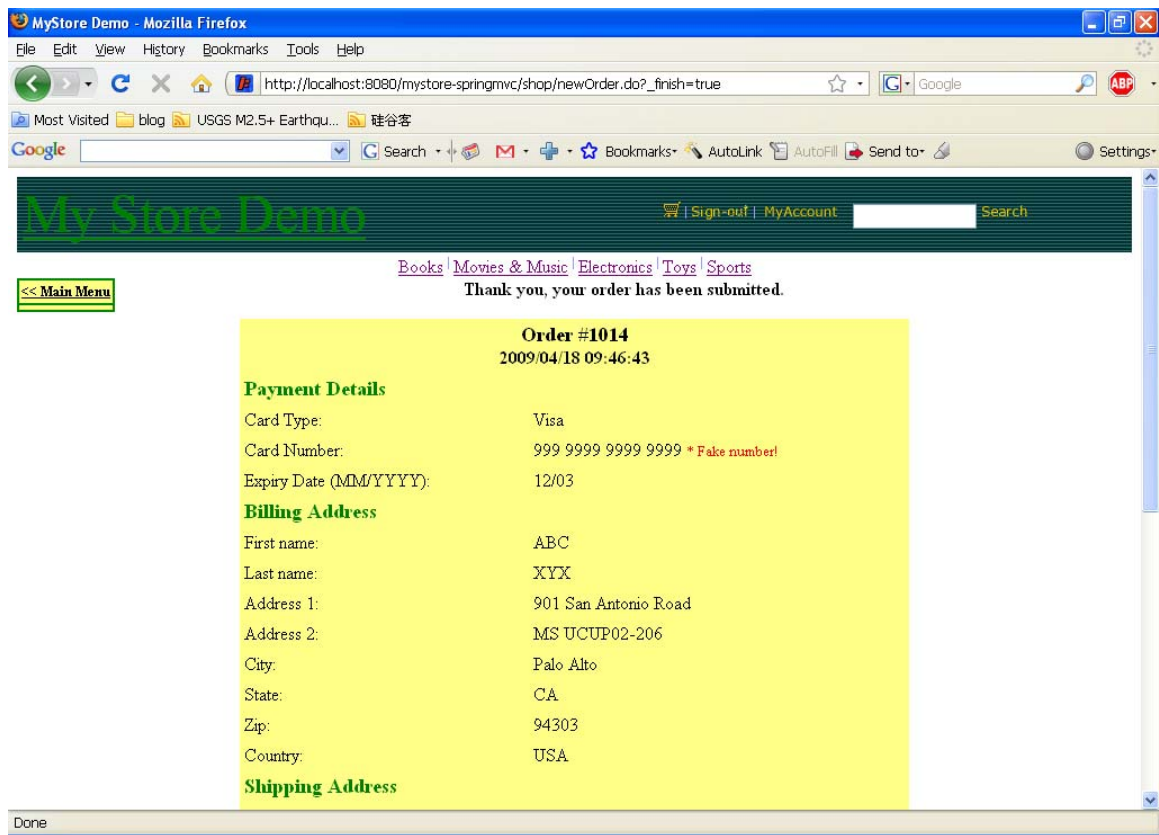 MyStore Demo - Mozilla Firefox
File Edit View History Bookmarks Tools Help
http://localhost:8080/mystore-springmvc/shop/newOrder.do?_finish=true G Google ABP
Most Visited blog USGS M2.5+ Earthqu... 硅谷客
Google G Search Bookmarks AutoLink AutoFill Send to Settings
My Store Demo | Sign-out | MyAccount Search
Books | Movies & Music | Electronics | Toys | Sports
<< Main Menu Thank you, your order has been submitted.
Order #1014
2009/04/18 09:46:43
Payment Details
Card Type: Visa
Card Number: 999 9999 9999 9999 * Fake number!
Expiry Date (MM/YYYY): 12/03
Billing Address
First name: ABC
Last name: XYX
Address 1: 901 San Antonio Road
Address 2: MS UCUP02-206
City: Palo Alto
State: CA
Zip: 94303
Country: USA
Shipping Address
Done